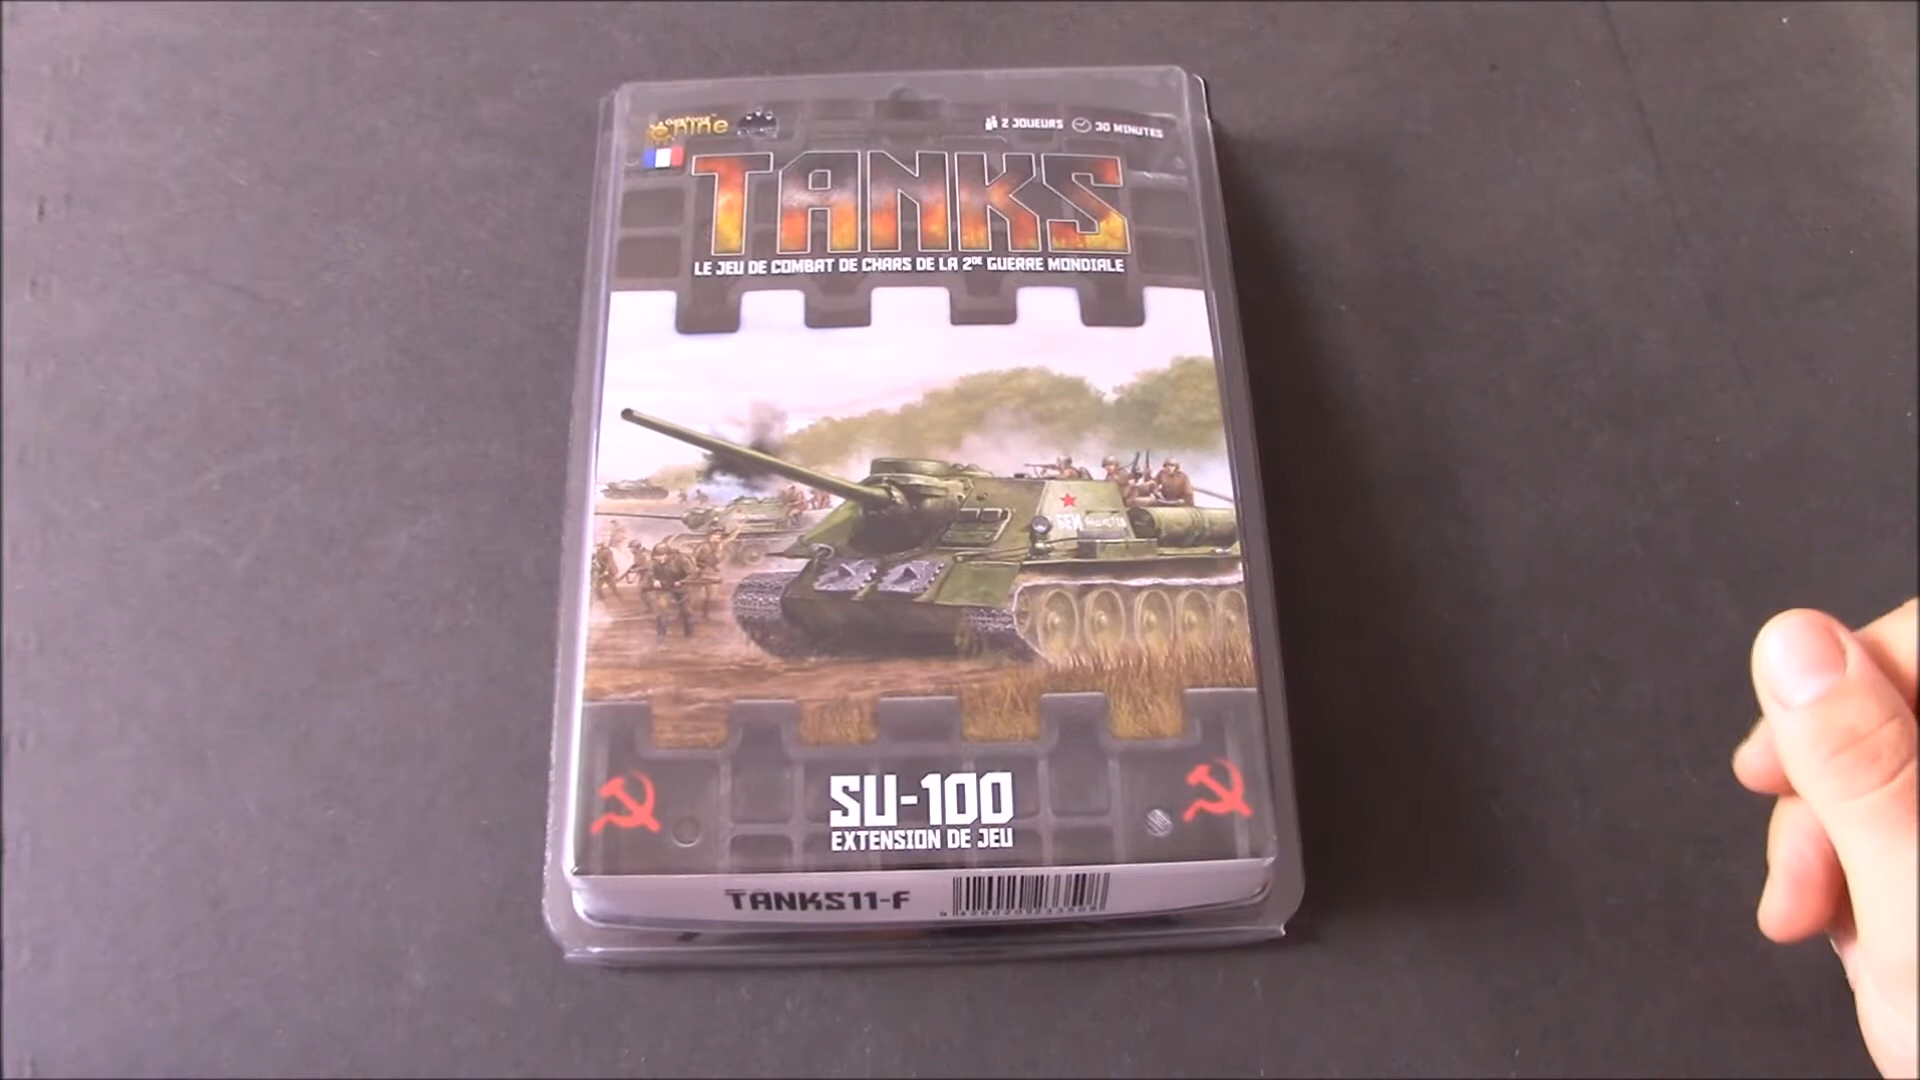 2 JOUEURS 30 MINUTES
TANKS
LE JEU DE COMBAT DE CHARS DE LA 2DE GUERRE MONDIALE
SU-100
EXTENSION DE JEU
TANKS11-F